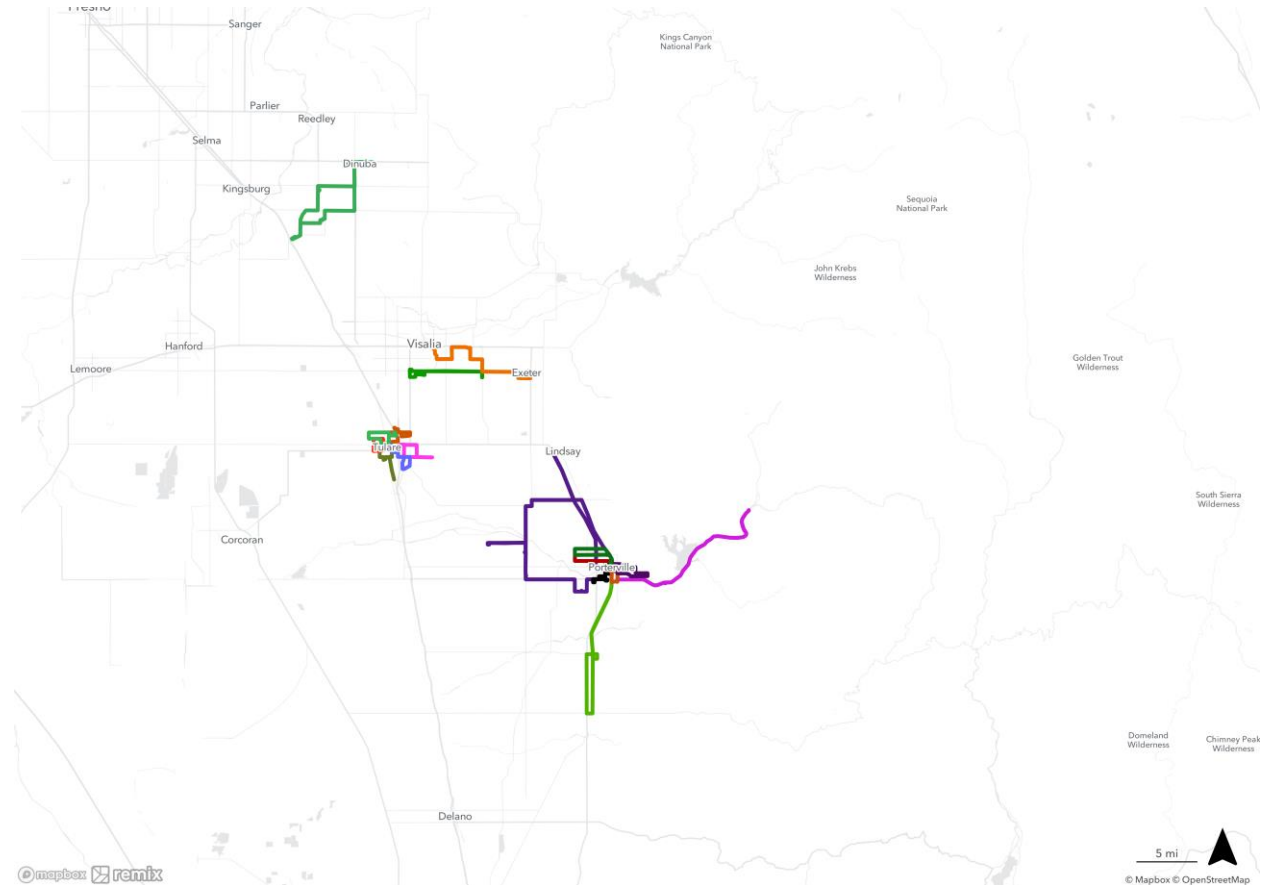 Fresno
Sanger
Kings Canyon
National Park
Parlier
Reedley
Selma
Dinuba
Kingsburg
Sequoia
National Park
John Krebs
Wilderness
Visalia
Hanford
Golden Trout
Wilderness
Lemoore
Exeter
Tulare
Lindsay
South Sierra
Wilderness
Corcoran
Porterville
Domeland
Wilderness
Chimney Peak
Wilderness
Delano
5 mi
mapbox remix
© Mapbox © OpenStreetMap